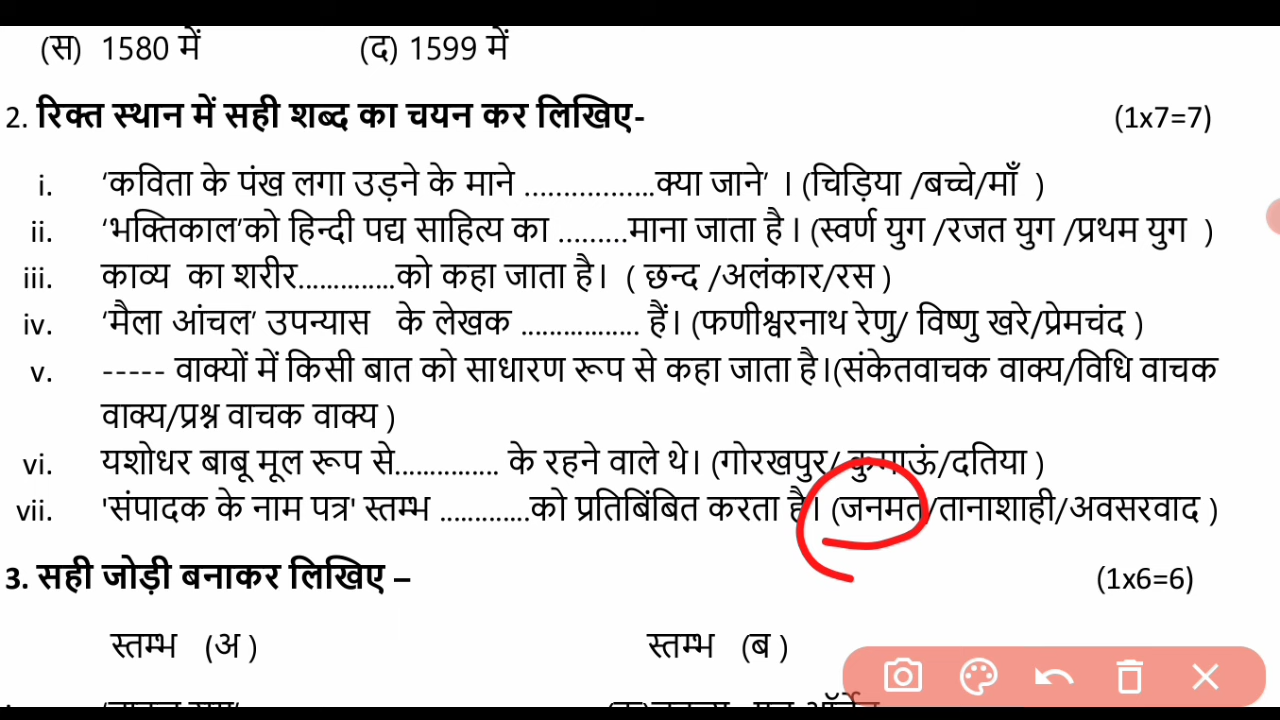 (स) 1580 में (द) 1599 में
2. रिक्त स्थान में सही शब्द का चयन कर लिखिए- (1x7=7)
i. ‘कविता के पंख लगा उड़ने के माने .................क्या जाने’ । (चिड़िया /बच्चे/माँ )
ii. ‘भक्तिकाल‘को हिन्दी पद्य साहित्य का .........माना जाता है । (स्वर्ण युग /रजत युग /प्रथम युग )
iii. काव्य का शरीर..............को कहा जाता है। ( छन्द /अलंकार/रस )
iv. ‘मैला आंचल‘ उपन्यास के लेखक ................. हैं। (फणीश्वरनाथ रेणु/ विष्णु खरे/प्रेमचंद )
v. ----- वाक्यों में किसी बात को साधारण रूप से कहा जाता है।(संकेतवाचक वाक्य/विधि वाचक
वाक्य/प्रश्न वाचक वाक्य )
vi. यशोधर बाबू मूल रूप से............... के रहने वाले थे। (गोरखपुर/ कुमाऊं/दतिया )
vii. 'संपादक के नाम पत्र' स्तम्भ .............को प्रतिबिंबित करता है। (जनमत/तानाशाही/अवसरवाद )
3. सही जोड़ी बनाकर लिखिए – (1x6=6)
स्तम्भ (अ ) स्तम्भ (ब )